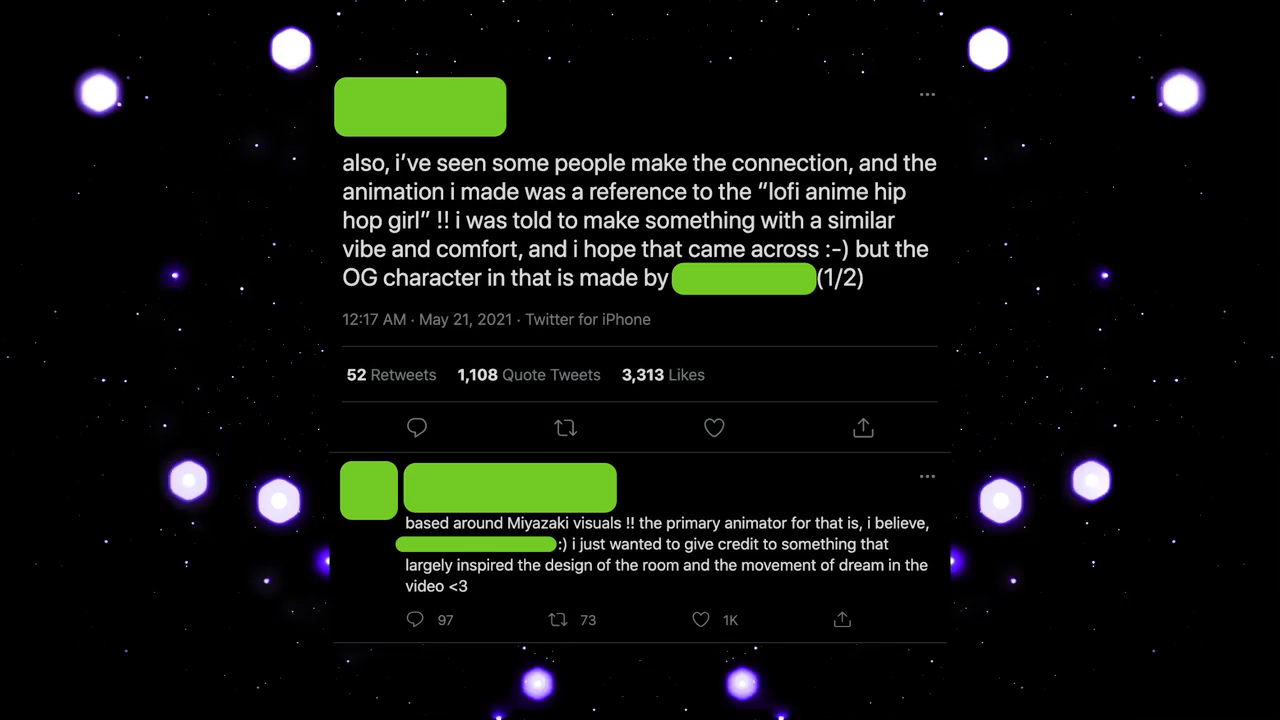 also, i’ve seen some people make the connection, and the
animation i made was a reference to the “lofi anime hip
hop girl” !! i was told to make something with a similar
vibe and comfort, and i hope that came across :-) but the
OG character in that is made by (1/2)
12:17 AM · May 21, 2021 · Twitter for iPhone
52 Retweets 1,108 Quote Tweets 3,313 Likes
based around Miyazaki visuals !! the primary animator for that is, i believe,
:) i just wanted to give credit to something that
largely inspired the design of the room and the movement of dream in the
video <3
97 73 1K